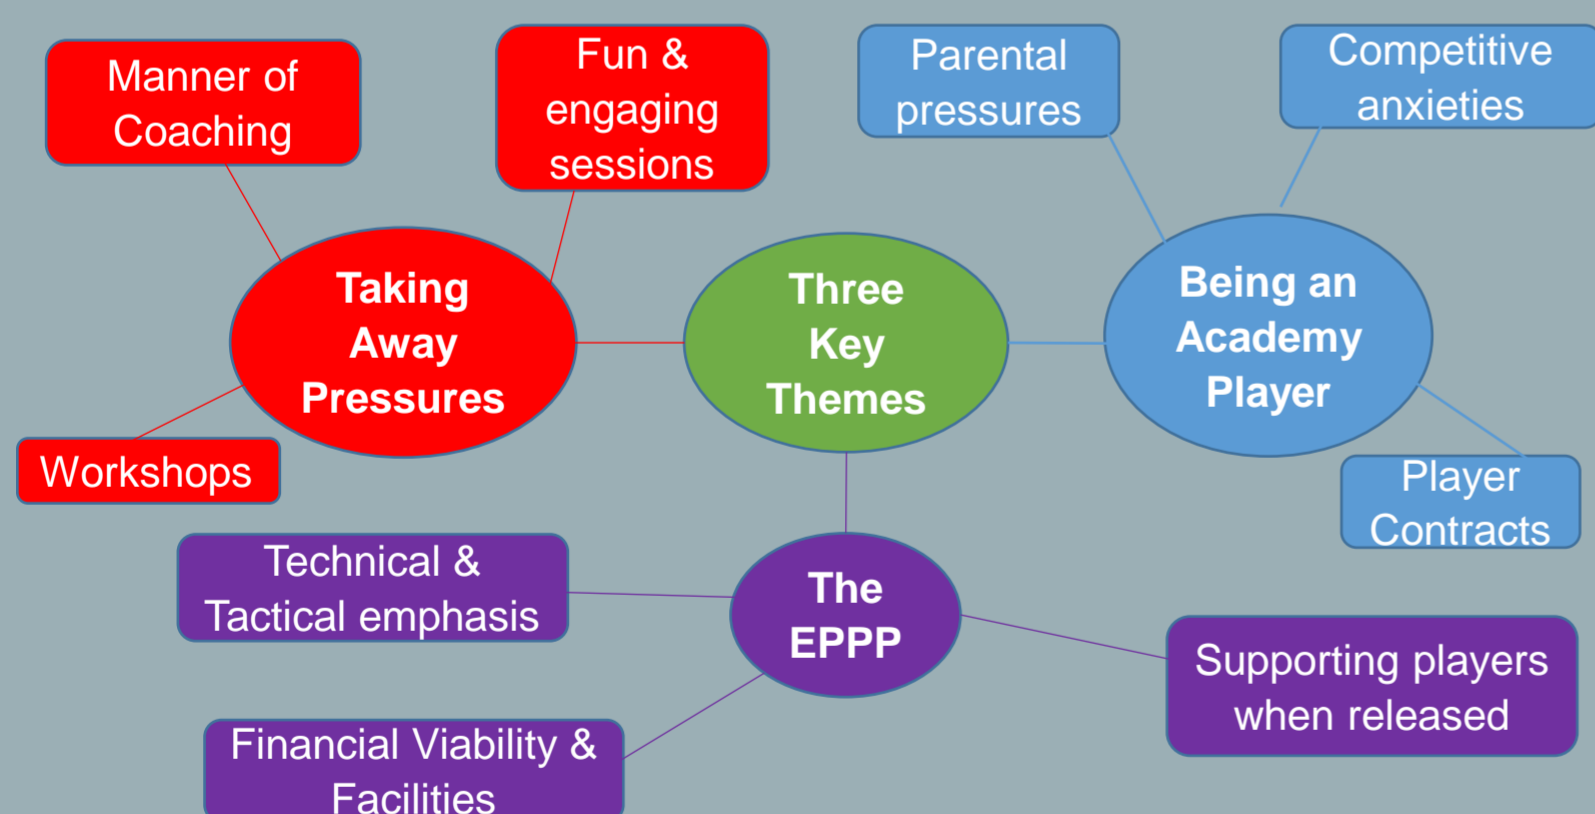 Manner of
Coaching
Fun &
engaging
sessions
Parental
pressures
Competitive
anxieties
Taking
Away
Pressures
Three
Key
Themes
Being an
Academy
Player
Workshops
Player
Contracts
Technical &
Tactical emphasis
The
EPPP
Supporting players
when released
Financial Viability &
Facilities